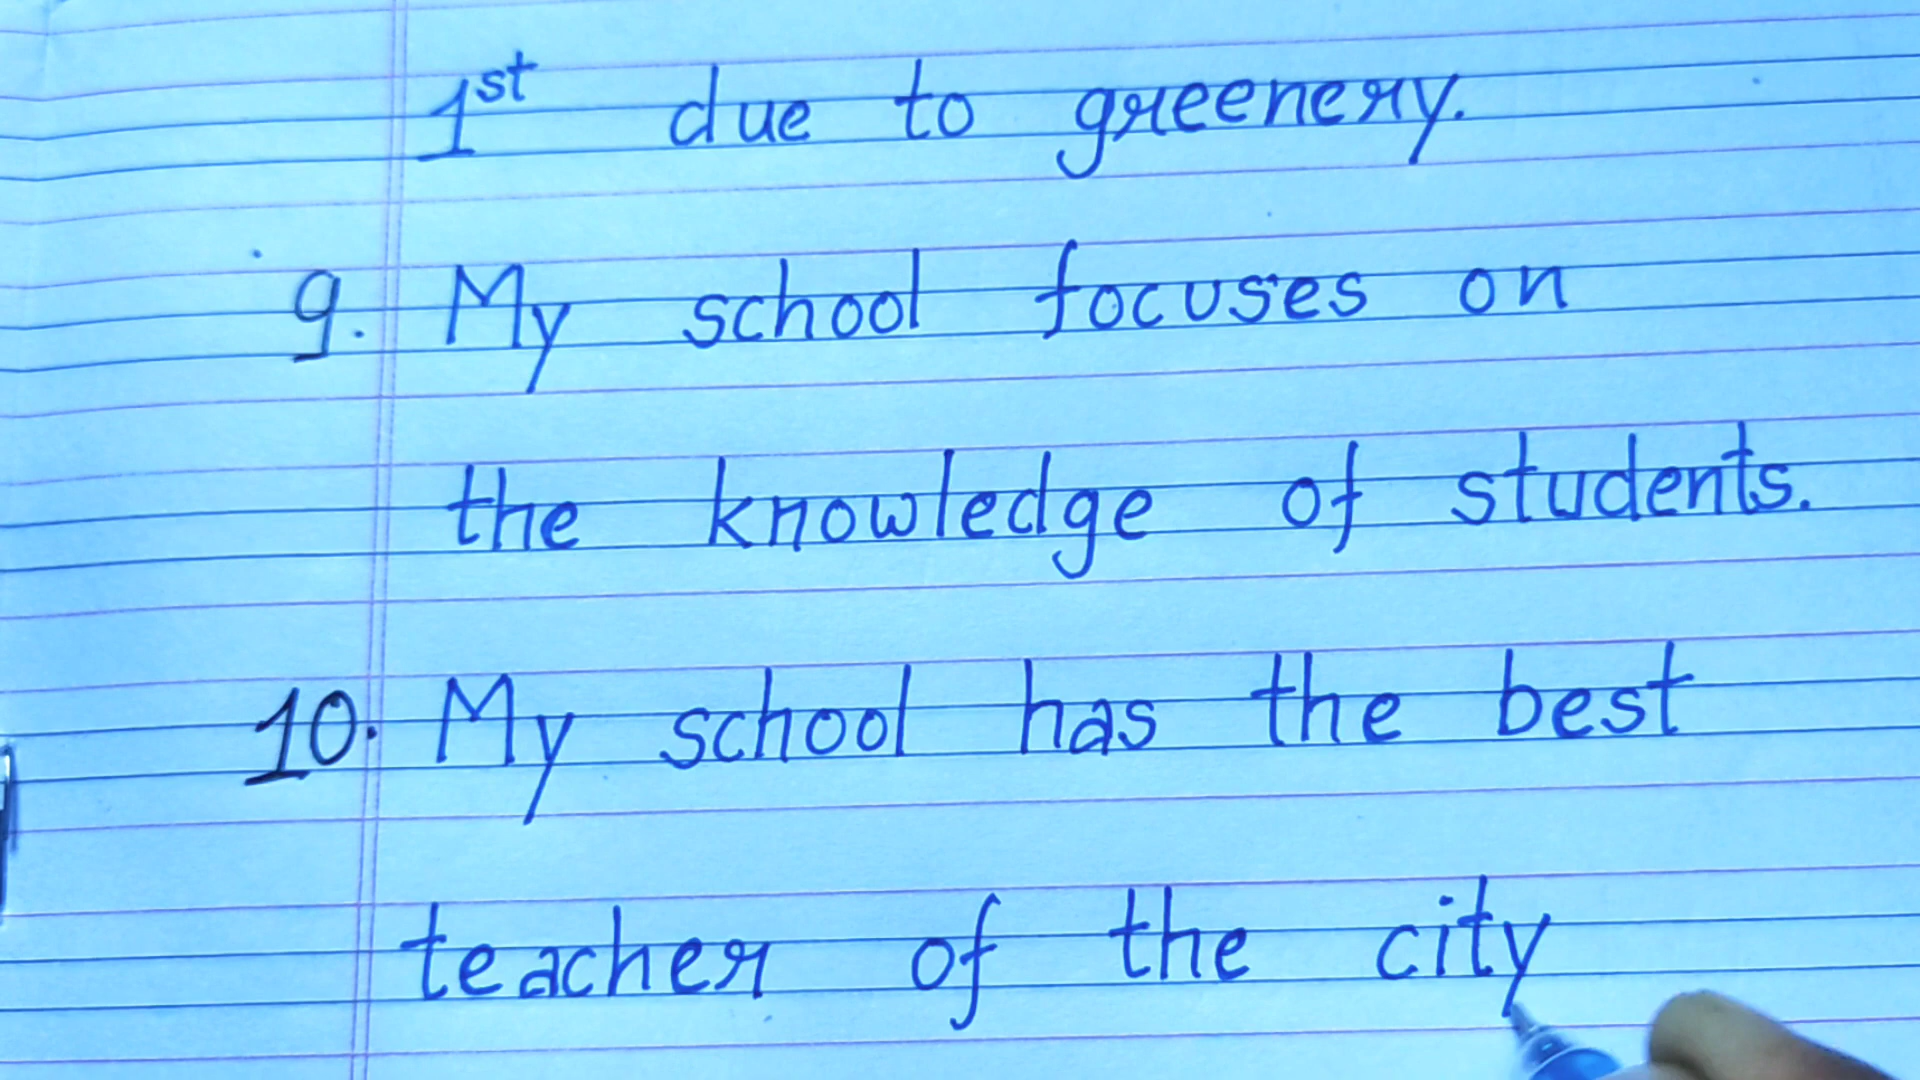 1st due to greenery.
9. My school focuses on
the knowledge of students.
10. My school has the best
teacher of the city